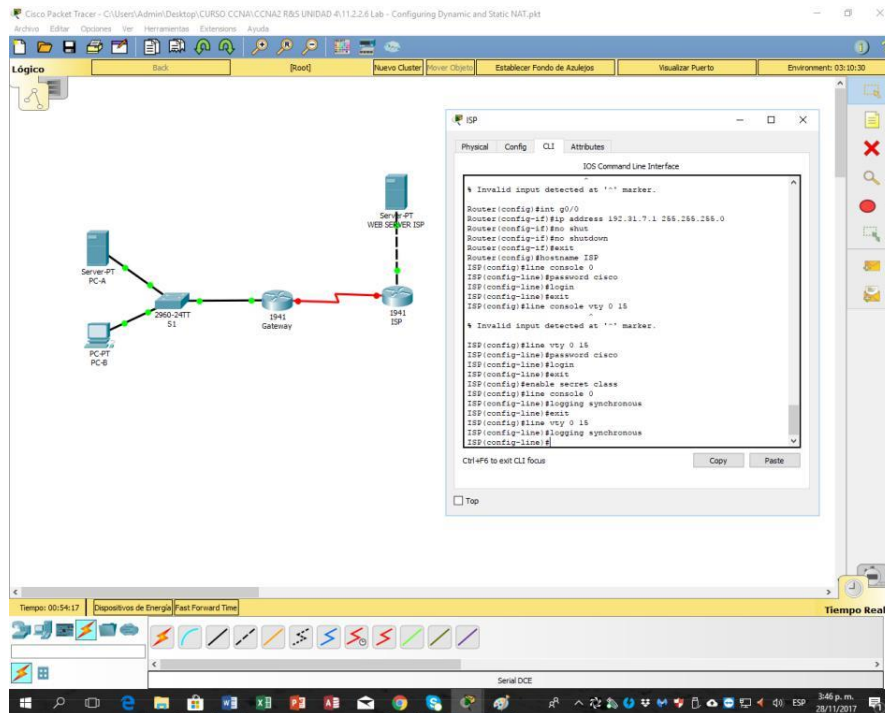 Cisco Packet Tracer - C:\Users\Admin\Desktop\CURSO CCNA\CCNA2 R&S UNIDAD 4\11.2.2.6 Lab - Configuring Dynamic and Static NAT.pkt
Archivo Editar Opciones Ver Herramientas Extensions Ayuda
Lógico
Back
[Root]
Nuevo Cluster
Mover Objeto
Establecer Fondo de Azulejos
Visualizar Puerto
Environment: 03:10:30
ISP
Physical Config CLI Attributes
IOS Command Line Interface
^
% Invalid input detected at '^' marker.
Router(config)#int g0/0
Router(config-if)#ip address 192.31.7.1 255.255.255.0
Router(config-if)#no shut
Router(config-if)#no shutdown
Router(config-if)#exit
Router(config)#hostname ISP
ISP(config)#line console 0
ISP(config-line)#password cisco
ISP(config-line)#login
ISP(config-line)#exit
ISP(config)#line console vty 0 15
^
% Invalid input detected at '^' marker.
ISP(config)#line vty 0 15
ISP(config-line)#password cisco
ISP(config-line)#login
ISP(config-line)#exit
ISP(config)#enable secret class
ISP(config)#line console 0
ISP(config-line)#logging synchronous
ISP(config-line)#exit
ISP(config)#line vty 0 15
ISP(config-line)#logging synchronous
ISP(config-line)#
Ctrl+F6 to exit CLI focus
Copy
Paste
Top
Server-PT
WEB SERVER ISP
Server-PT
PC-A
2960-24TT
S1
1941
Gateway
1941
ISP
PC-PT
PC-B
Tiempo: 00:54:17
Dispositivos de Energía
Fast Forward Time
Tiempo Real
Serial DCE
ESP
3:46 p. m.
28/11/2017